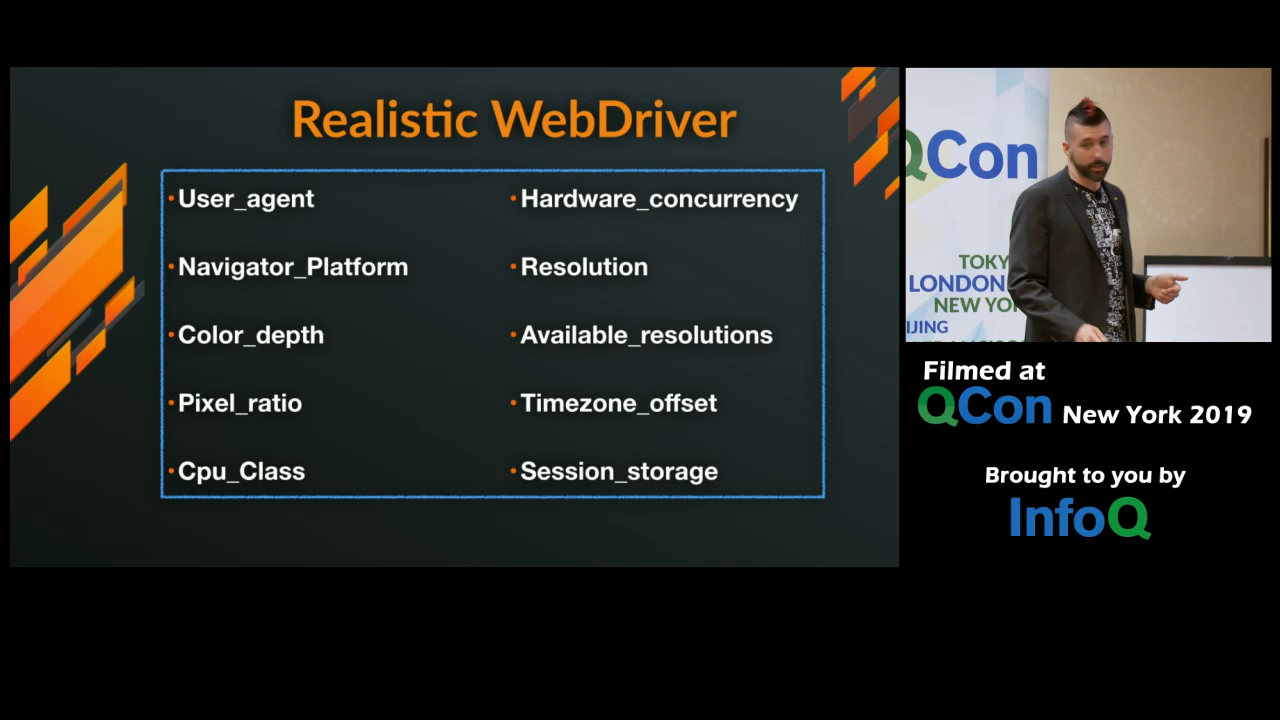 Realistic WebDriver
•User_agent
•Navigator_Platform
•Color_depth
•Pixel_ratio
•Cpu_Class
•Hardware_concurrency
•Resolution
•Available_resolutions
•Timezone_offset
•Session_storage
QCon
LONDON
NEW
Filmed at
QCon New York 2019
Brought to you by
InfoQ